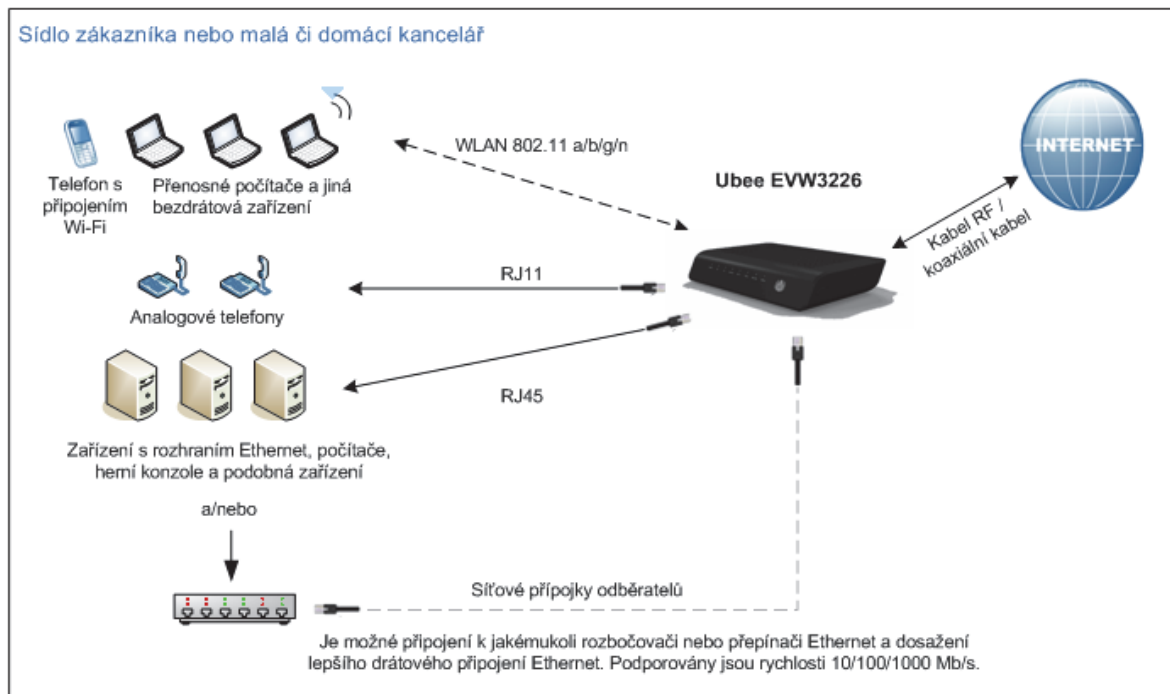 Sídlo zákazníka nebo malá či domácí kancelář
WLAN 802.11 a/b/g/n
INTERNET
Ubee EVW3226
Telefon s
připojením
Wi-Fi
Přenosné počítače a jiná
bezdrátová zařízení
Kabel RF /
koaxiální kabel
RJ11
Analogové telefony
RJ45
Zařízení s rozhraním Ethernet, počítače,
herní konzole a podobná zařízení
a/nebo
Síťové přípojky odběratelů
Je možné připojení k jakémukoli rozbočovači nebo přepínači Ethernet a dosažení
lepšího drátového připojení Ethernet. Podporovány jsou rychlosti 10/100/1000 Mb/s.